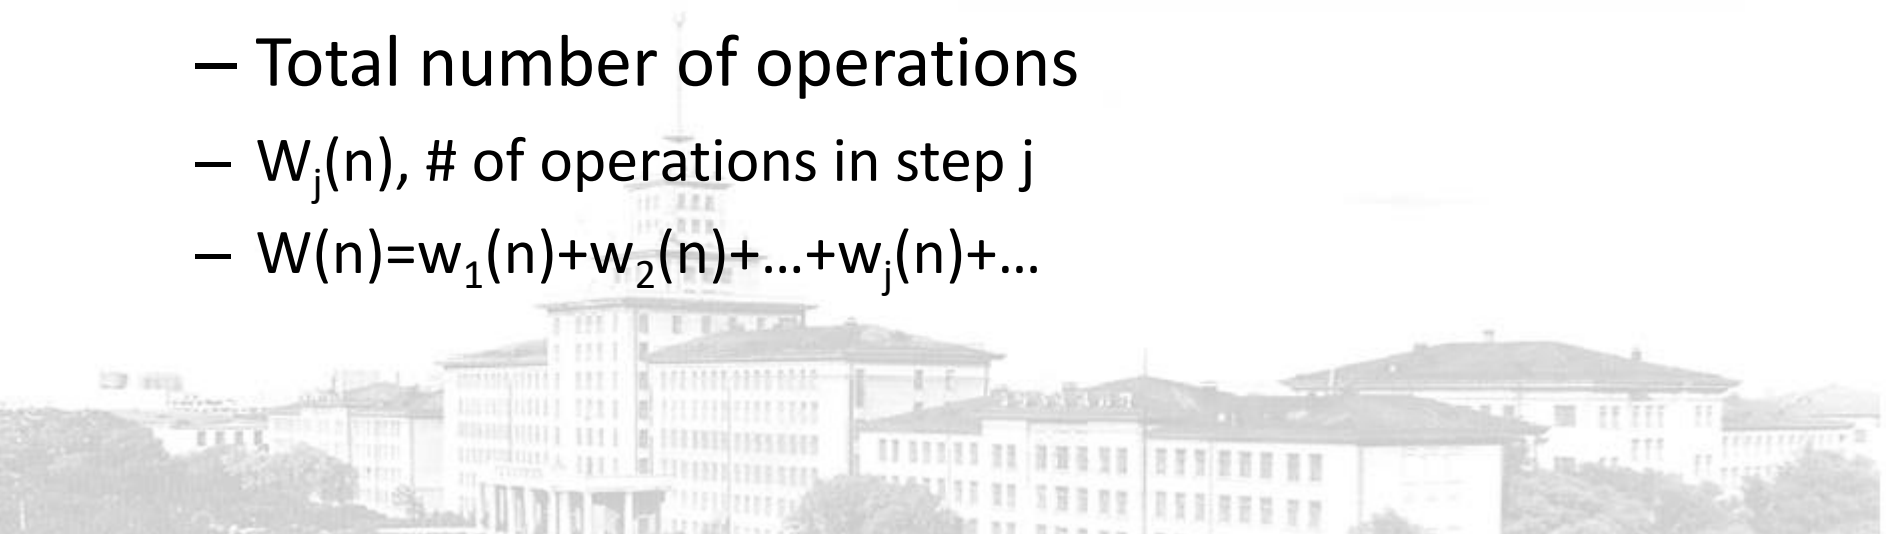 – Total number of operations
– Wj(n), # of operations in step j
– W(n)=w1(n)+w2(n)+...+wj(n)+...